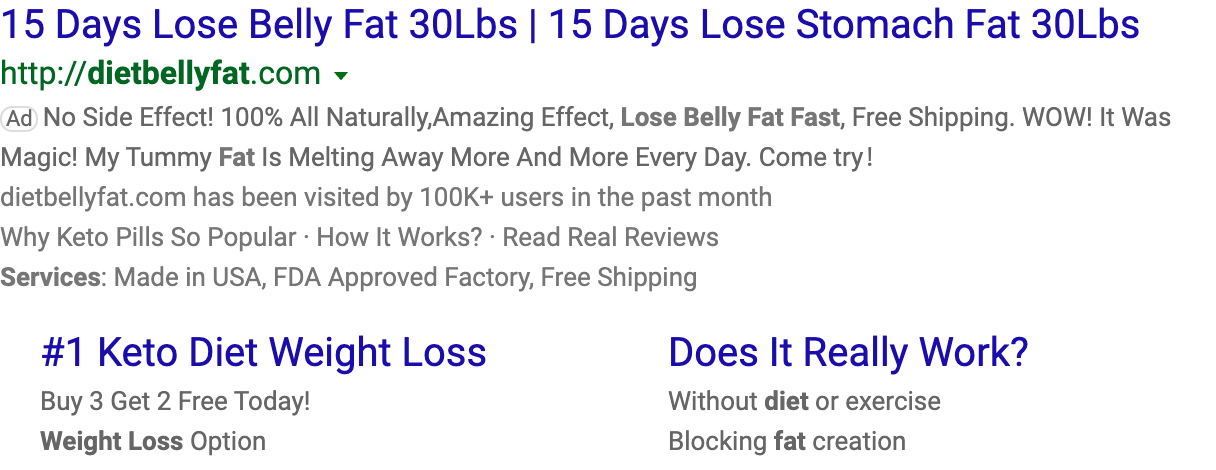 15 Days Lose Belly Fat 30Lbs | 15 Days Lose Stomach Fat 30Lbs
http://dietbellyfat.com
Ad No Side Effect! 100% All Naturally,Amazing Effect, Lose Belly Fat Fast, Free Shipping. WOW! It Was
Magic! My Tummy Fat Is Melting Away More And More Every Day. Come try!
dietbellyfat.com has been visited by 100K+ users in the past month
Why Keto Pills So Popular · How It Works? · Read Real Reviews
Services: Made in USA, FDA Approved Factory, Free Shipping
#1 Keto Diet Weight Loss
Buy 3 Get 2 Free Today!
Weight Loss Option
Does It Really Work?
Without diet or exercise
Blocking fat creation